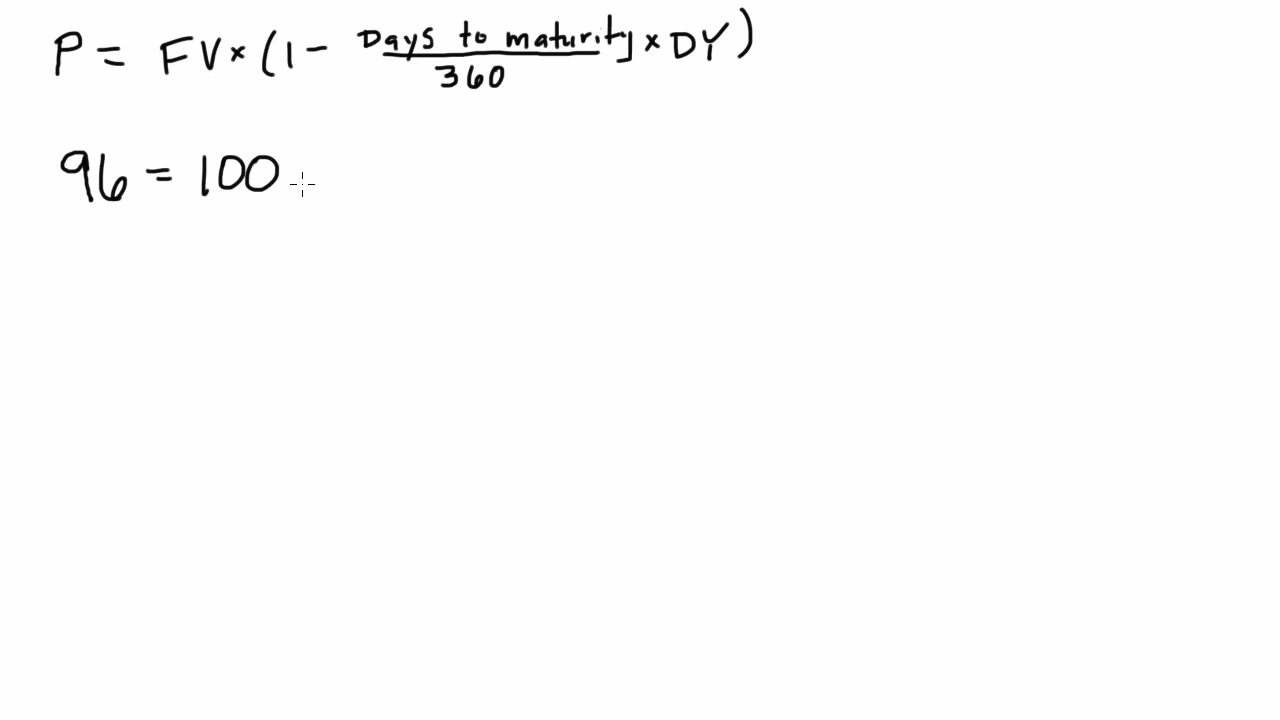 P = FV × (1 - Days to maturity/360 × DY)
96 = 100